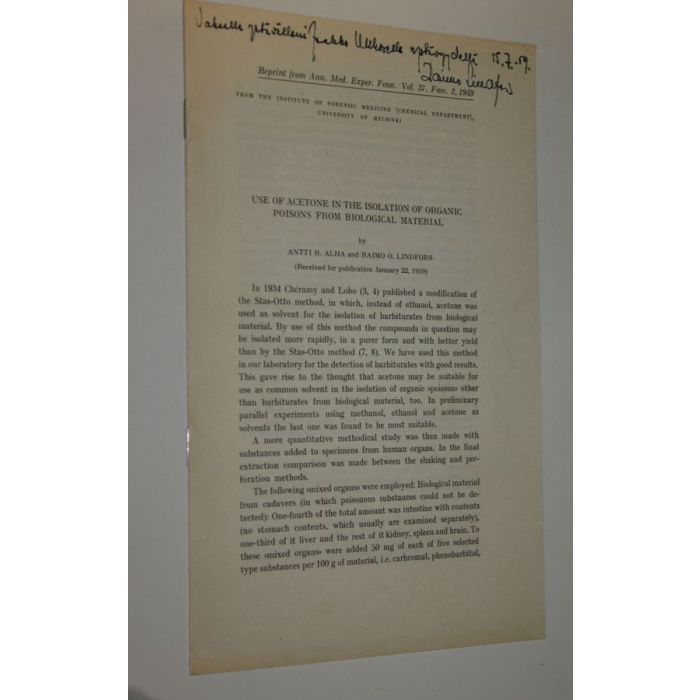 15.7.59.
Raimo Lindfors
Reprint from Ann. Med. Exper. Fenn. Vol. 37. Fasc. 2, 1959
FROM THE INSTITUTE OF FORENSIC MEDICINE (CHEMICAL DEPARTMENT),
UNIVERSITY OF HELSINKI
USE OF ACETONE IN THE ISOLATION OF ORGANIC
POISONS FROM BIOLOGICAL MATERIAL
by
ANTTI R. ALHA and RAIMO O. LINDFORS
(Received for publication January 22, 1959)
In 1934 Chéramy and Lobo (3, 4) published a modification of
the Stas-Otto method, in which, instead of ethanol, acetone was
used as solvent for the isolation of barbiturates from biological
material. By use of this method the compounds in question may
be isolated more rapidly, in a purer form and with better yield
than by the Stas-Otto method (7, 8). We have used this method
in our laboratory for the detection of barbiturates with good results.
This gave rise to the thought that acetone may be suitable for
use as common solvent in the isolation of organic »poisons» other
than barbiturates from biological material, too. In preliminary
parallel experiments using methanol, ethanol and acetone as
solvents the last one was found to be most suitable.
A more quantitative methodical study was then made with
substances added to specimens from human organs. In the final
extraction comparison was made between the shaking and per-
foration methods.
The following »mixed organs» were employed: Biological material
from cadavers (in which poisonous substances could not be de-
tected): One-fourth of the total amount was intestine with contents
(no stomach contents, which usually are examined separately),
one-third of it liver and the rest of it kidney, spleen and brain. To
these »mixed organs» were added 50 mg of each of five selected
type substances per 100 g of material, i.e. carbromal, phenobarbital,